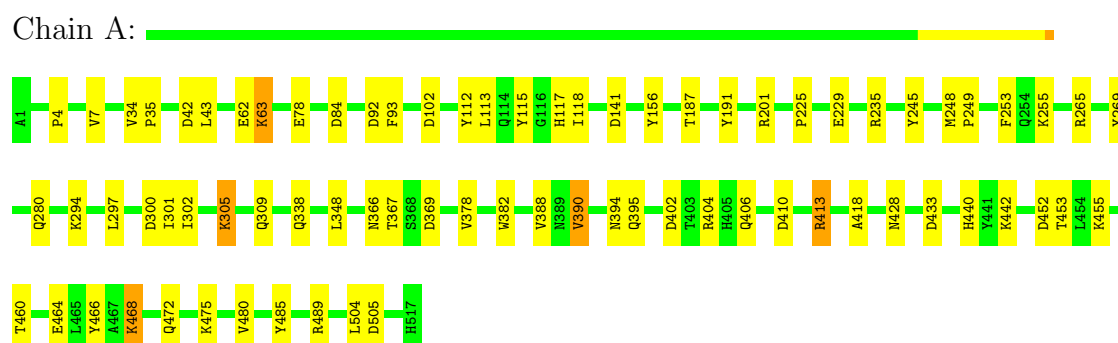 Chain A:
A1 P4 V7 V34 P35 D42 L43 E62 K63 E78 D84 D92 F93 D102 Y112 L113 Q114 Y115 G116 H117 I118 D141 Y156 T187 Y191 R201 P225 E229 R235 Y245 M248 P249 F253 Q254 K255 R265
Q280 K294 L297 D300 I301 I302 K305 Q309 Q338 L348 N366 T367 S368 D369 V378 W382 V388 N389 V390 N394 Q395 D402 T403 R404 H405 Q406 D410 R413 A418 N428 D433 H440 Y441 K442 D452 T453 L454 K455
T460 E464 L465 Y466 A467 K468 Q472 K475 V480 Y485 R489 L504 D505 H517